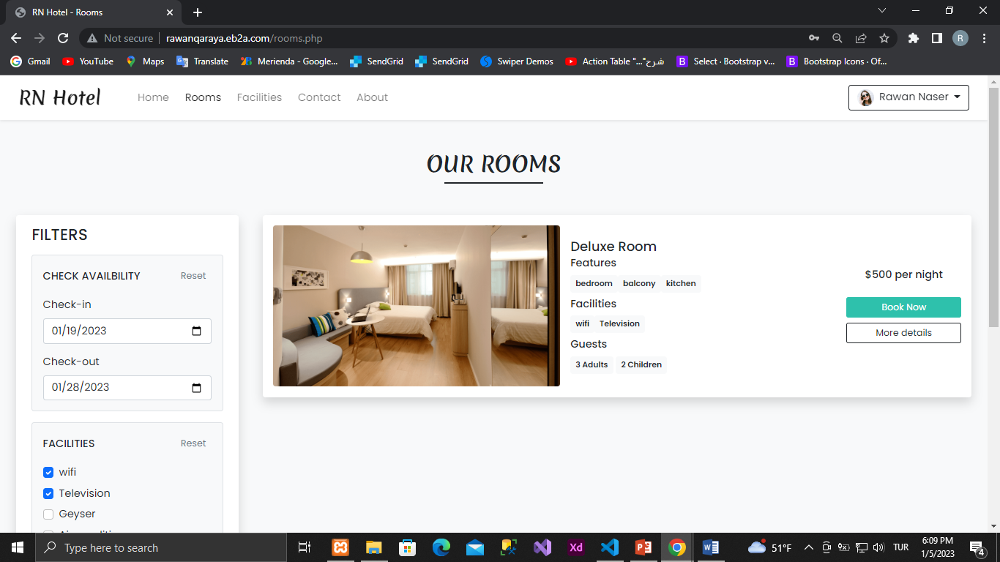 RN Hotel - Rooms
Not secure rawanqaraya.eb2a.com/rooms.php R
Gmail YouTube Maps Translate Merienda - Google... SendGrid SendGrid Swiper Demos Action Table "..."شرح Select · Bootstrap v... Bootstrap Icons · Of...
RN Hotel Home Rooms Facilities Contact About Rawan Naser
OUR ROOMS
FILTERS
CHECK AVAILBILITY Reset
Check-in
01/19/2023
Check-out
01/28/2023
FACILITIES Reset
wifi
Television
Geyser
Deluxe Room
Features
bedroom balcony kitchen
Facilities
wifi Television
Guests
3 Adults 2 Children
$500 per night
Book Now
More details
Type here to search
Xd
51°F
TUR
6:09 PM
1/5/2023
4